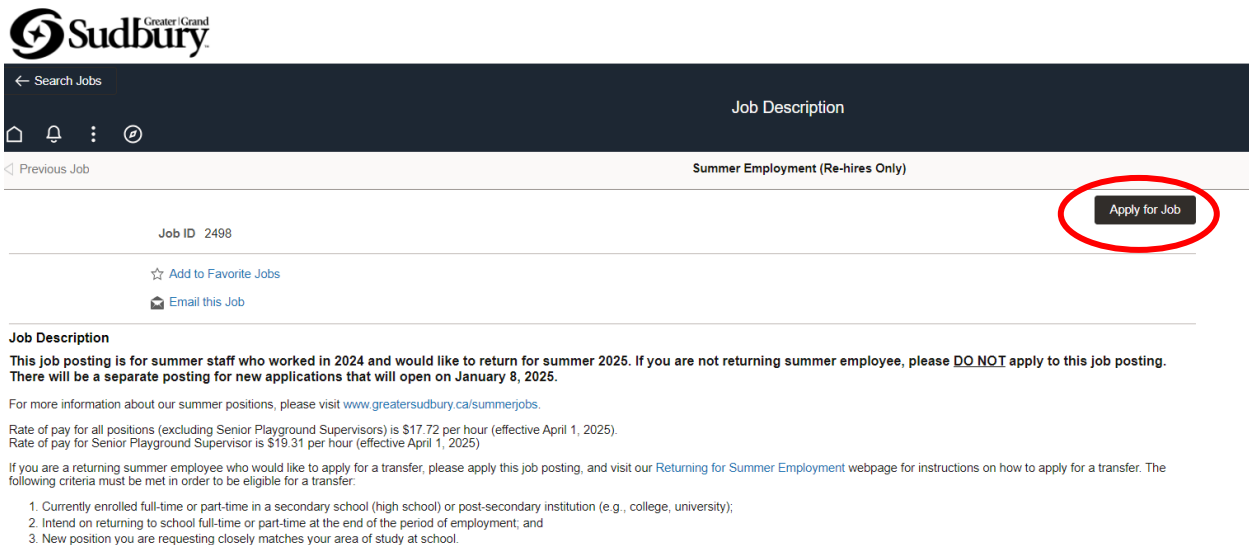 Greater | Grand
Sudbury
← Search Jobs
Job Description
Previous Job
Summer Employment (Re-hires Only)
Apply for Job
Job ID 2498
Add to Favorite Jobs
Email this Job
Job Description
This job posting is for summer staff who worked in 2024 and would like to return for summer 2025. If you are not returning summer employee, please DO NOT apply to this job posting.
There will be a separate posting for new applications that will open on January 8, 2025.
For more information about our summer positions, please visit www.greatersudbury.ca/summerjobs.
Rate of pay for all positions (excluding Senior Playground Supervisors) is $17.72 per hour (effective April 1, 2025).
Rate of pay for Senior Playground Supervisor is $19.31 per hour (effective April 1, 2025)
If you are a returning summer employee who would like to apply for a transfer, please apply this job posting, and visit our Returning for Summer Employment webpage for instructions on how to apply for a transfer. The
following criteria must be met in order to be eligible for a transfer:
1. Currently enrolled full-time or part-time in a secondary school (high school) or post-secondary institution (e.g., college, university);
2. Intend on returning to school full-time or part-time at the end of the period of employment; and
3. New position you are requesting closely matches your area of study at school.